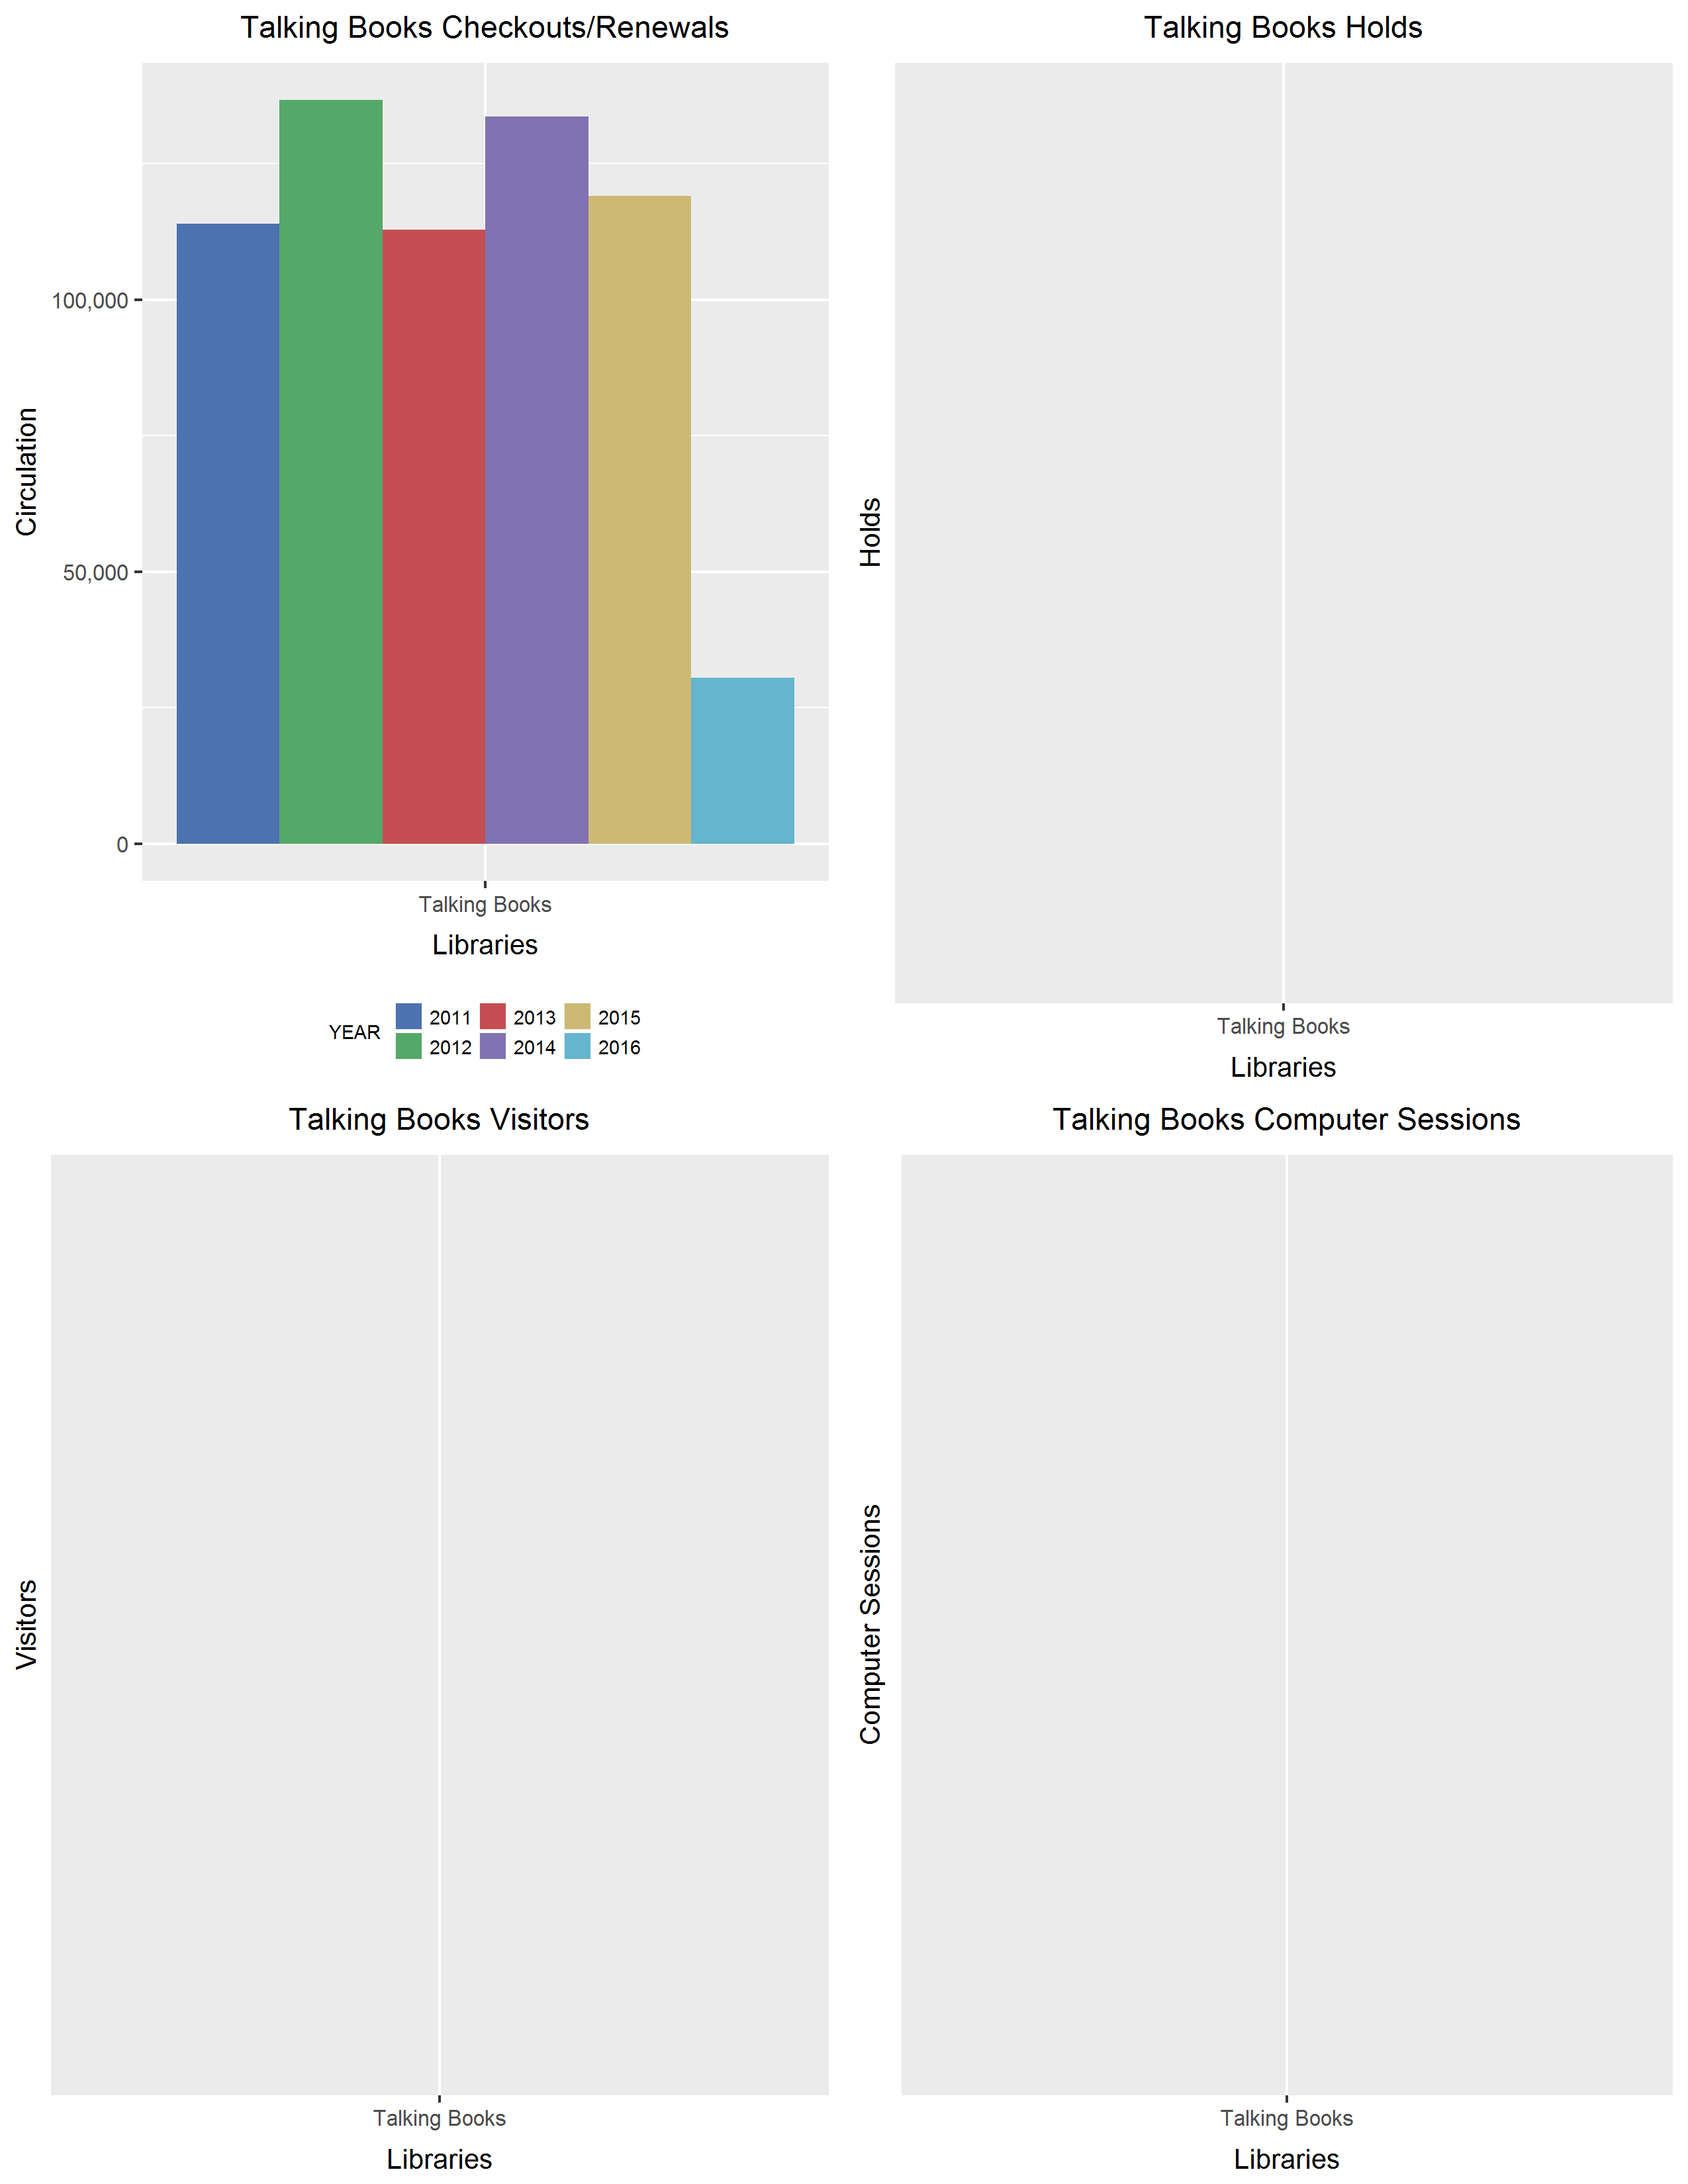 Talking Books Checkouts/Renewals
Circulation
100,000
50,000
0
Talking Books
Libraries
YEAR
2011 2013 2015
2012 2014 2016
Talking Books Holds
Holds
Talking Books
Libraries
Talking Books Visitors
Visitors
Talking Books
Libraries
Talking Books Computer Sessions
Computer Sessions
Talking Books
Libraries